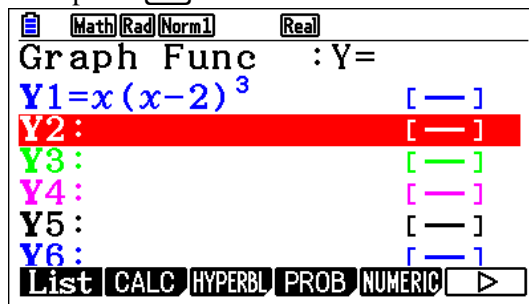 Math Rad Norm1 Real
Graph Func :Y=
Y1=x(x-2)³ [—]
Y2: [—]
Y3: [—]
Y4: [—]
Y5: [—]
Y6: [—]
List CALC HYPERBL PROB NUMERIC ▷